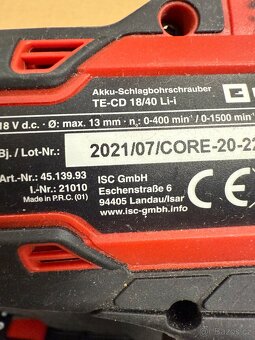 Akku-Schlagbohrschrauber
TE-CD 18/40 Li-i
18 V d.c. · Ø: max. 13 mm · n₀: 0-400 min⁻¹ / 0-1500 min⁻¹
Bj. / Lot-Nr.: 2021/07/CORE-20-22
Art.-Nr.: 45.139.93
I.-Nr.: 21010
Made in P.R.C. (01)
ISC GmbH
Eschenstraße 6
94405 Landau/Isar
www.isc-gmbh.info
CE